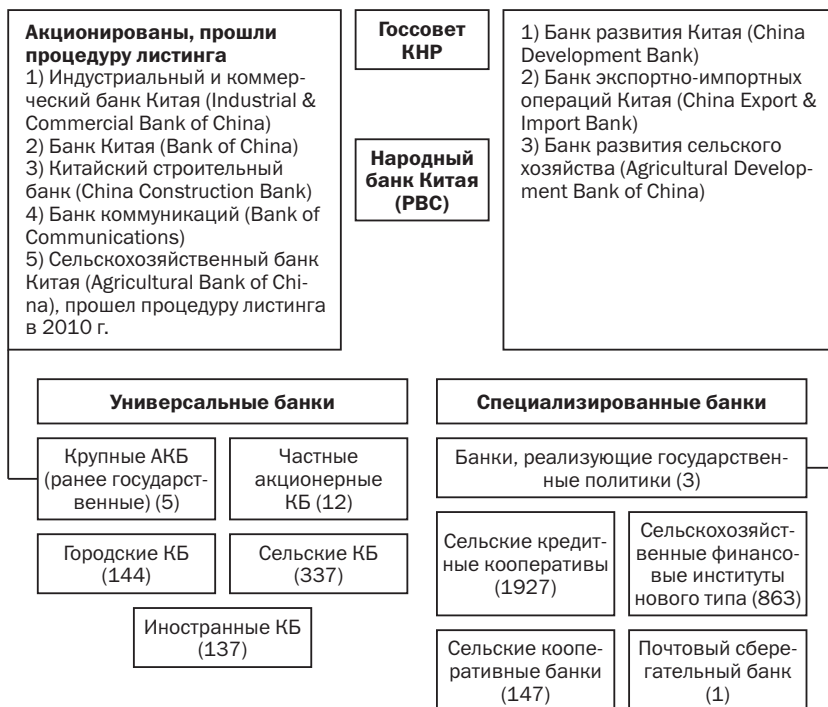 Акционированы, прошли
процедуру листинга
1) Индустриальный и коммер-
ческий банк Китая (Industrial &
Commercial Bank of China)
2) Банк Китая (Bank of China)
3) Китайский строительный
банк (China Construction Bank)
4) Банк коммуникаций (Bank of
Communications)
5) Сельскохозяйственный банк
Китая (Agricultural Bank of Chi-
na), прошел процедуру листинга
в 2010 г.
Госсовет
КНР
Народный
банк Китая
(PBC)
1) Банк развития Китая (China
Development Bank)
2) Банк экспортно-импортных
операций Китая (China Export &
Import Bank)
3) Банк развития сельского
хозяйства (Agricultural Develop-
ment Bank of China)
Универсальные банки
Крупные АКБ
(ранее государст-
венные) (5)
Частные
акционерные
КБ (12)
Городские КБ
(144)
Сельские КБ
(337)
Иностранные КБ
(137)
Специализированные банки
Банки, реализующие государствен-
ные политики (3)
Сельские кредит-
ные кооперативы
(1927)
Сельскохозяйст-
венные финансо-
вые институты
нового типа (863)
Сельские коопе-
ративные банки
(147)
Почтовый сбере-
гательный банк
(1)